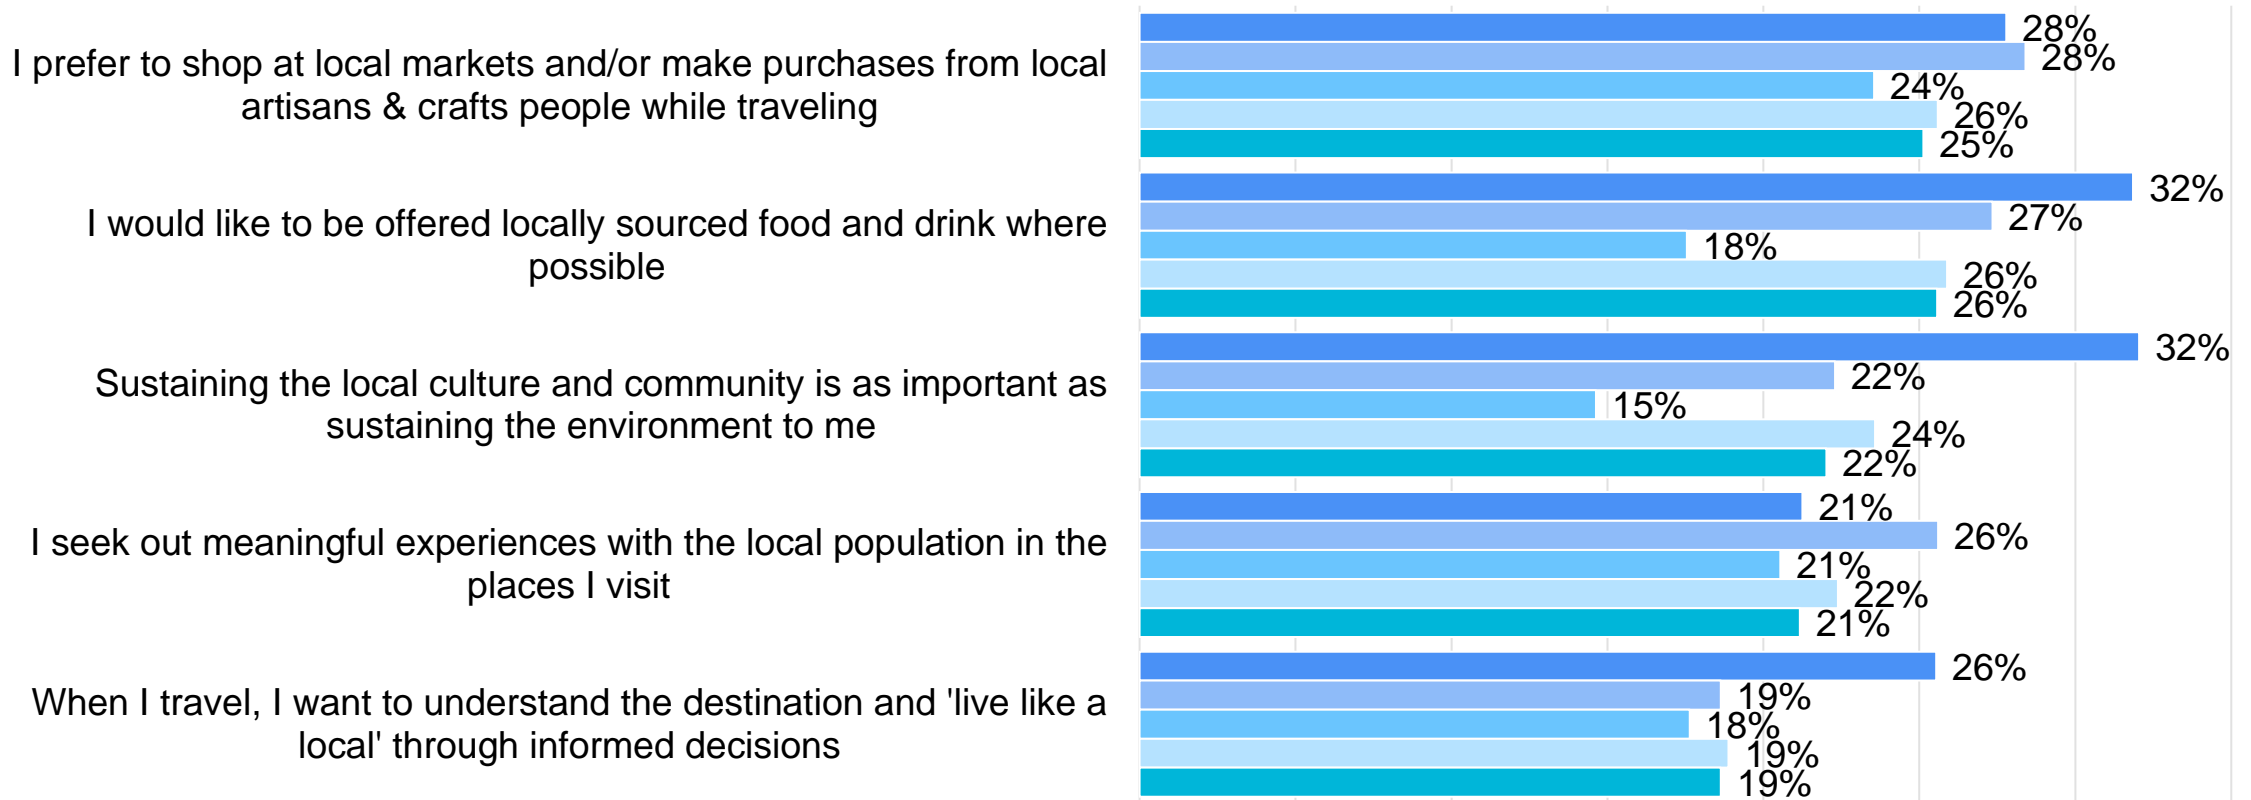 I prefer to shop at local markets and/or make purchases from local
artisans & crafts people while traveling
28%
28%
24%
26%
25%
I would like to be offered locally sourced food and drink where
possible
32%
27%
18%
26%
26%
Sustaining the local culture and community is as important as
sustaining the environment to me
32%
22%
15%
24%
22%
I seek out meaningful experiences with the local population in the
places I visit
21%
26%
21%
22%
21%
When I travel, I want to understand the destination and 'live like a
local' through informed decisions
26%
19%
18%
19%
19%